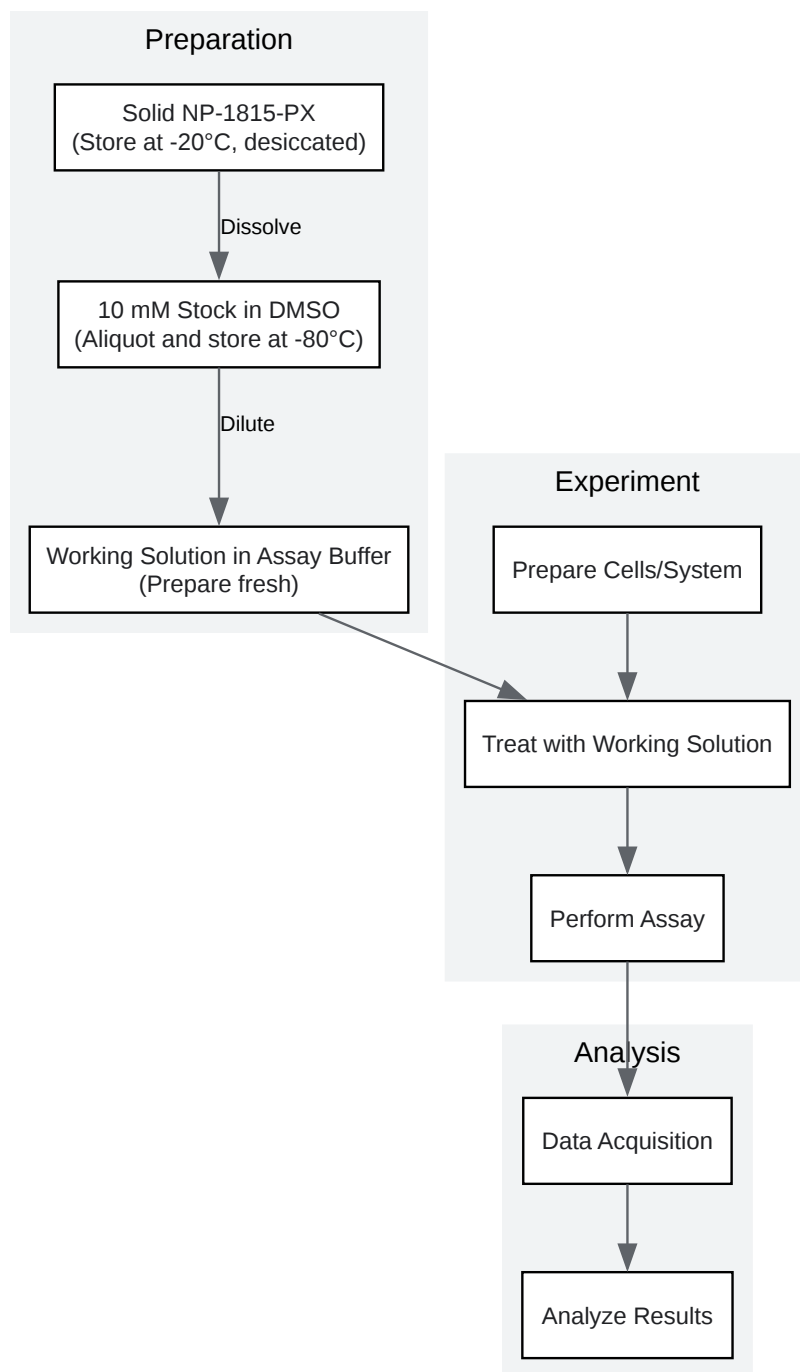 Preparation
Solid NP-1815-PX
(Store at -20°C, desiccated)
Dissolve
10 mM Stock in DMSO
(Aliquot and store at -80°C)
Dilute
Working Solution in Assay Buffer
(Prepare fresh)
Experiment
Prepare Cells/System
Treat with Working Solution
Perform Assay
Analysis
Data Acquisition
Analyze Results